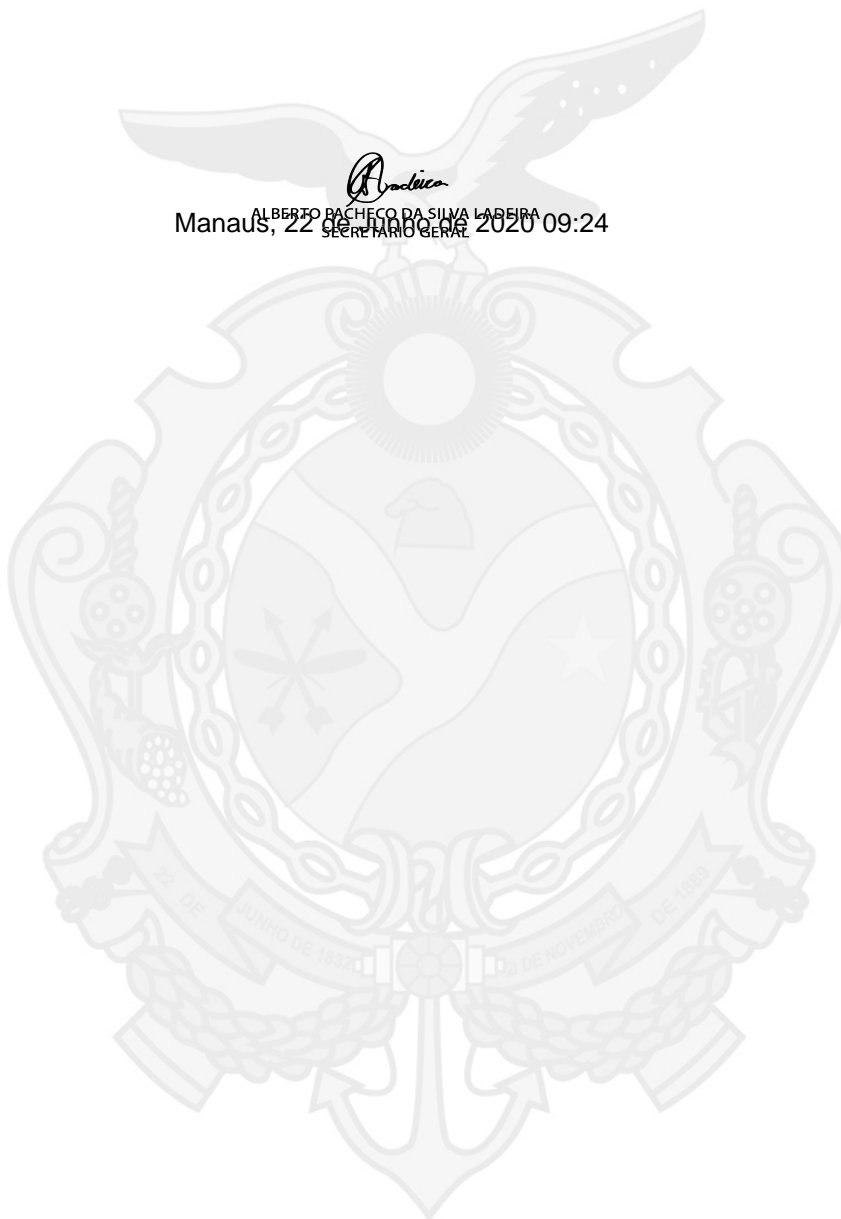 ALBERTO PACHECO DA SILVA LADEIRA
Manaus, 22 de Junho de 2020 09:24
SECRETÁRIO GERAL
22 DE
JUNHO DE 1832
DE NOVEMBRO
DE 1889